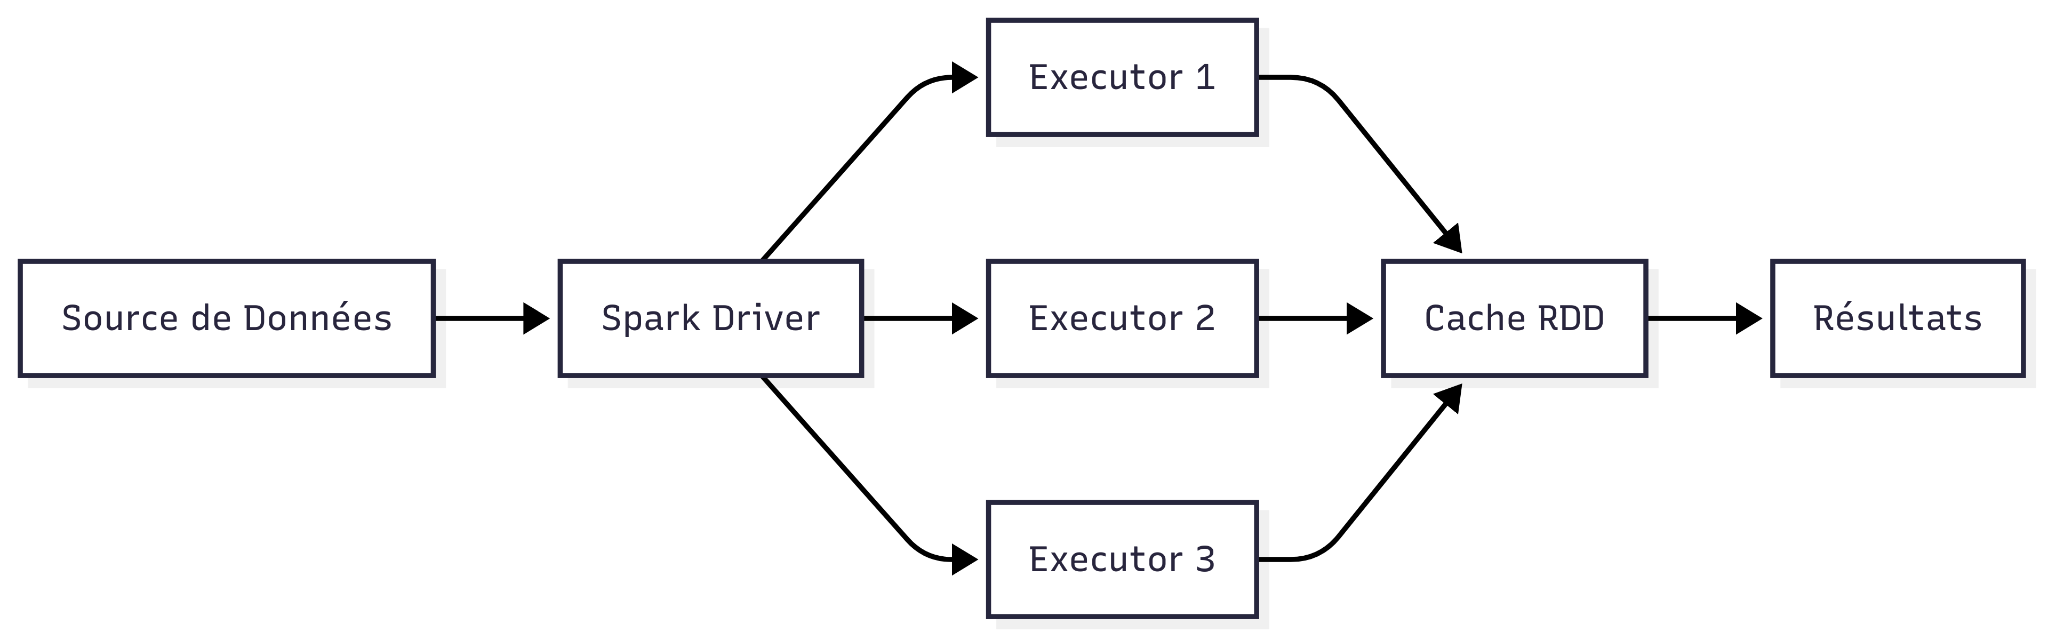 Source de Données
Spark Driver
Executor 1
Executor 2
Executor 3
Cache RDD
Résultats